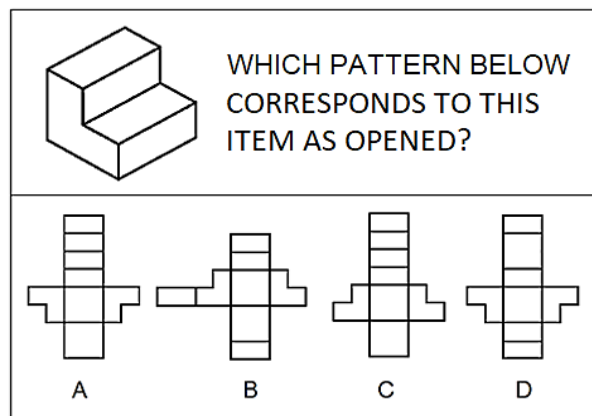 WHICH PATTERN BELOW
CORRESPONDS TO THIS
ITEM AS OPENED?
A
B
C
D